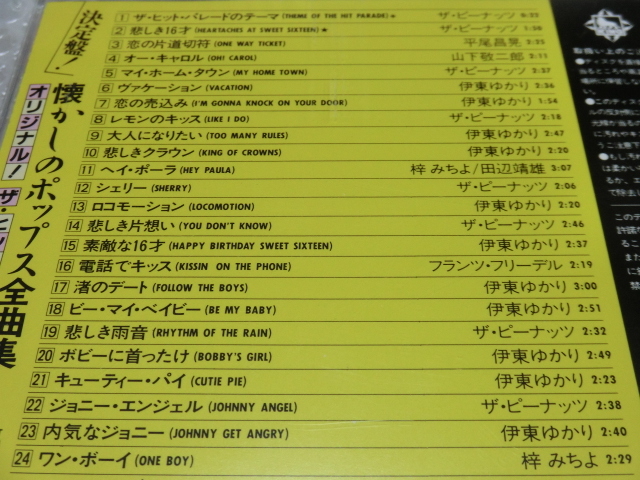 決定盤！
懐かしのポップス全曲集
オリジナル！ザ・ヒッ
1 ザ・ヒット・パレードのテーマ (THEME OF THE HIT PARADE)★ ザ・ピーナッツ 0:22
2 悲しき16才 (HEARTACHES AT SWEET SIXTEEN)★ ザ・ピーナッツ 1:50
3 恋の片道切符 (ONE WAY TICKET) 平尾昌晃 2:25
4 オー・キャロル (OH! CAROL) 山下敬二郎 2:11
5 マイ・ホーム・タウン (MY HOME TOWN) ザ・ピーナッツ 2:37
6 ヴァケーション (VACATION) 伊東ゆかり 2:36
7 恋の売込み (I'M GONNA KNOCK ON YOUR DOOR) 伊東ゆかり 1:54
8 レモンのキッス (LIKE I DO) ザ・ピーナッツ 2:18
9 大人になりたい (TOO MANY RULES) 伊東ゆかり 2:47
10 悲しきクラウン (KING OF CROWNS) 伊東ゆかり 2:20
11 ヘイ・ポーラ (HEY PAULA) 梓 みちよ/田辺靖雄 3:07
12 シェリー (SHERRY) ザ・ピーナッツ 2:06
13 ロコモーション (LOCOMOTION) 伊東ゆかり 2:20
14 悲しき片想い (YOU DON'T KNOW) ザ・ピーナッツ 2:46
15 素敵な16才 (HAPPY BIRTHDAY SWEET SIXTEEN) 伊東ゆかり 2:37
16 電話でキッス (KISSIN ON THE PHONE) フランツ・フリーデル 2:19
17 渚のデート (FOLLOW THE BOYS) 伊東ゆかり 3:00
18 ビー・マイ・ベイビー (BE MY BABY) 伊東ゆかり 2:51
19 悲しき雨音 (RHYTHM OF THE RAIN) ザ・ピーナッツ 2:32
20 ボビーに首ったけ (BOBBY'S GIRL) 伊東ゆかり 2:49
21 キューティー・パイ (CUTIE PIE) 伊東ゆかり 2:23
22 ジョニー・エンジェル (JOHNNY ANGEL) ザ・ピーナッツ 2:38
23 内気なジョニー (JOHNNY GET ANGRY) 伊東ゆかり 2:40
24 ワン・ボーイ (ONE BOY) 梓 みちよ 2:29